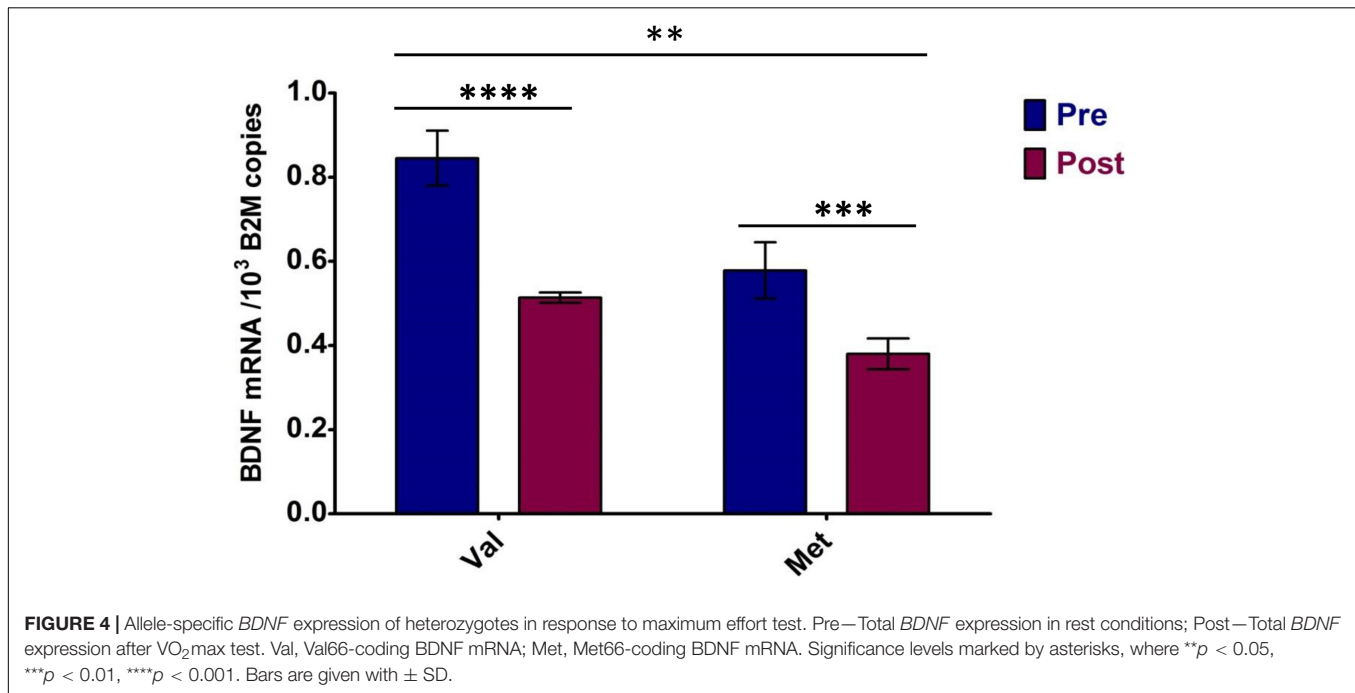 **
****
***
Pre
Post
BDNF mRNA /10³ B2M copies
1.0
0.8
0.6
0.4
0.2
0.0
Val
Met
FIGURE 4 | Allele-specific BDNF expression of heterozygotes in response to maximum effort test. Pre—Total BDNF expression in rest conditions; Post—Total BDNF
expression after VO₂max test. Val, Val66-coding BDNF mRNA; Met, Met66-coding BDNF mRNA. Significance levels marked by asterisks, where **p < 0.05,
***p < 0.01, ****p < 0.001. Bars are given with ± SD.